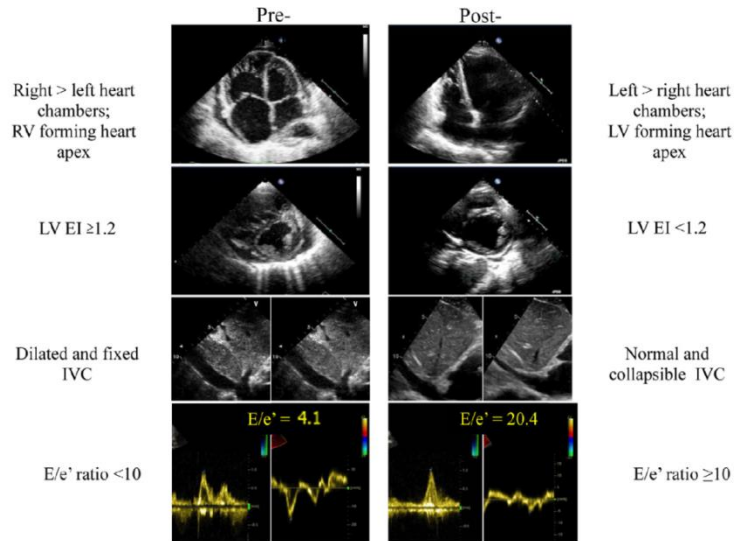 Pre-
Post-
Right > left heart
chambers;
RV forming heart
apex
Left > right heart
chambers;
LV forming heart
apex
LV EI ≥1.2
LV EI <1.2
Dilated and fixed
IVC
Normal and
collapsible IVC
E/e' = 4.1
E/e' = 20.4
E/e' ratio <10
E/e' ratio ≥10